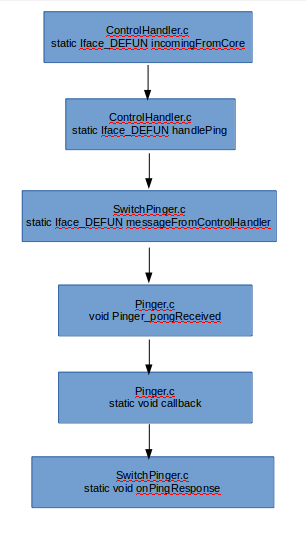 ControlHandler.c
static Iface_DEFUN incomingFromCore
ControlHandler.c
static Iface_DEFUN handlePing
SwitchPinger.c
static Iface_DEFUN messageFromControlHandler
Pinger.c
void Pinger_pongReceived
Pinger.c
static void callback
SwitchPinger.c
static void onPingResponse